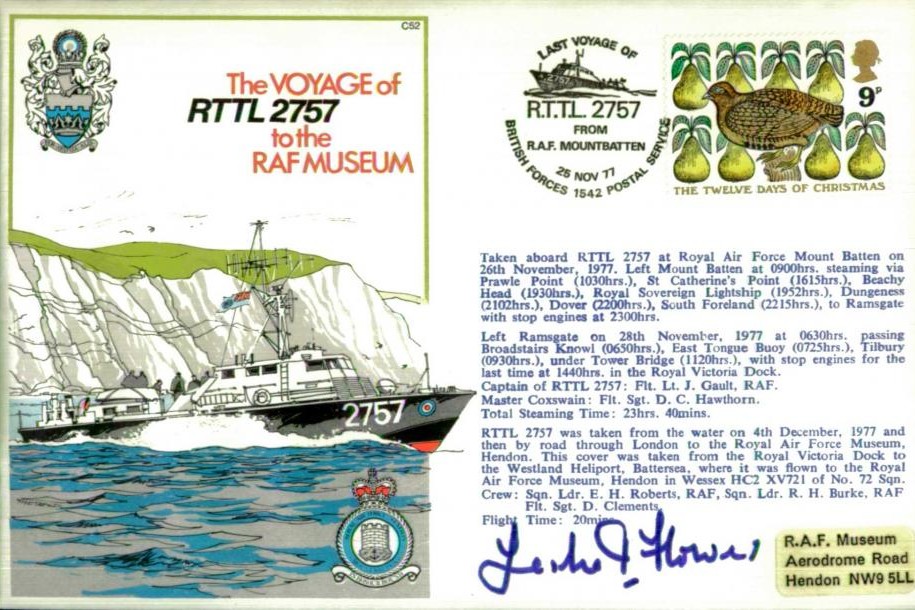 C52
The VOYAGE of
RTTL 2757
to the
RAF MUSEUM
2757
LAST VOYAGE OF
2757
R.T.T.L. 2757
FROM
R.A.F. MOUNTBATTEN
25 NOV 77
BRITISH FORCES 1542 POSTAL SERVICE
9P
THE TWELVE DAYS OF CHRISTMAS
Taken aboard RTTL 2757 at Royal Air Force Mount Batten on
26th November, 1977. Left Mount Batten at 0900hrs. steaming via
Prawle Point (1030hrs.), St Catherine's Point (1615hrs.), Beachy
Head (1930hrs.), Royal Sovereign Lightship (1952hrs.), Dungeness
(2102hrs.), Dover (2200hrs.), South Foreland (2215hrs.), to Ramsgate
with stop engines at 2300hrs.
Left Ramsgate on 28th November, 1977 at 0630hrs. passing
Broadstairs Knowl (0650hrs.), East Tongue Buoy (0725hrs.), Tilbury
(0930hrs.), under Tower Bridge (1120hrs.), with stop engines for the
last time at 1440hrs. in the Royal Victoria Dock.
Captain of RTTL 2757: Flt. Lt. J. Gault, RAF.
Master Coxswain: Flt. Sgt. D. C. Hawthorn.
Total Steaming Time: 23hrs. 40mins.
RTTL 2757 was taken from the water on 4th December, 1977 and
then by road through London to the Royal Air Force Museum,
Hendon. This cover was taken from the Royal Victoria Dock to
the Westland Heliport, Battersea, where it was flown to the Royal
Air Force Museum, Hendon in Wessex HC2 XV721 of No. 72 Sqn.
Crew: Sqn. Ldr. E. H. Roberts, RAF, Sqn. Ldr. R. H. Burke, RAF
Flt. Sgt. D. Clements,
Flight Time: 20mins
R.A.F. Museum
Aerodrome Road
Hendon NW9 5LL